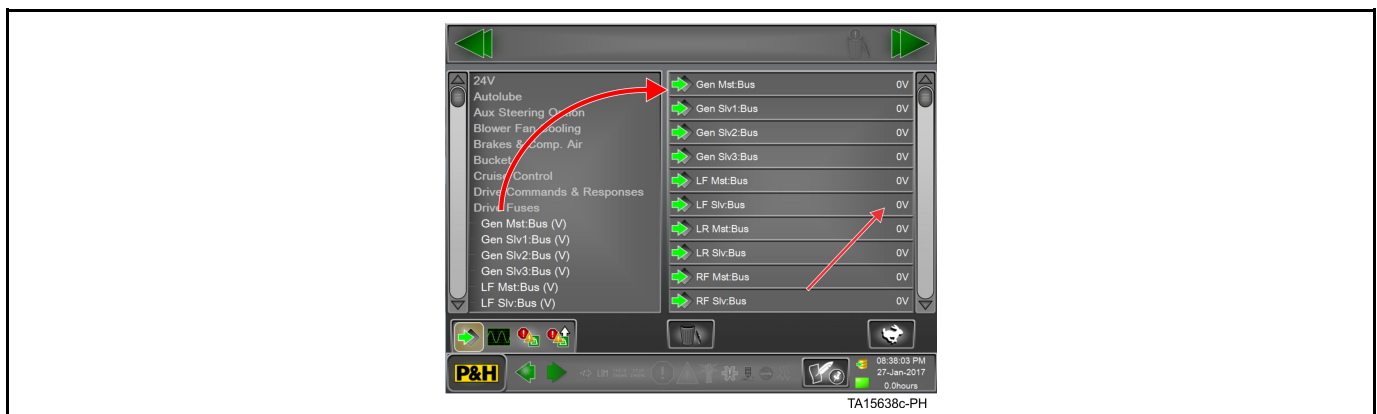 24V
Autolube
Aux Steering Option
Blower Fan Cooling
Brakes & Comp. Air
Bucket
Cruise Control
Drive Commands & Responses
Drive Fuses
Gen Mst:Bus (V)
Gen Slv1:Bus (V)
Gen Slv2:Bus (V)
Gen Slv3:Bus (V)
LF Mst:Bus (V)
LF Slv:Bus (V)
Gen Mst:Bus 0V
Gen Slv1:Bus 0V
Gen Slv2:Bus 0V
Gen Slv3:Bus 0V
LF Mst:Bus 0V
LF Slv:Bus 0V
LR Mst:Bus 0V
LR Slv:Bus 0V
RF Mst:Bus 0V
RF Slv:Bus 0V
P&H
LIM
08:38:03 PM
27-Jan-2017
0.0hours
TA15638c-PH